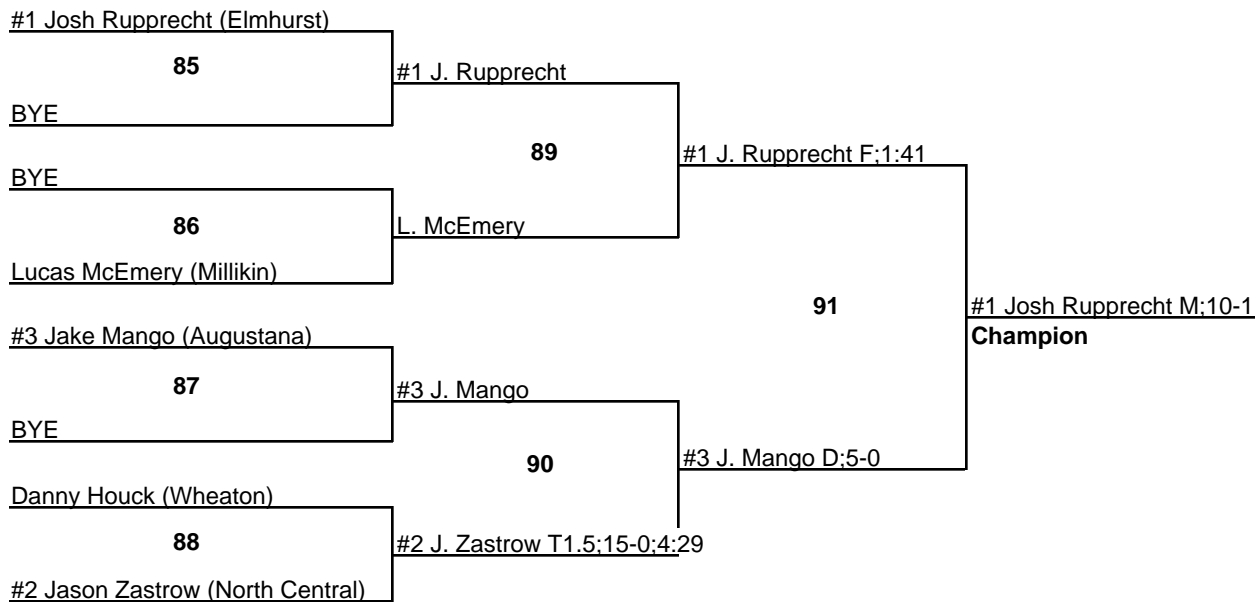 #1 Josh Rupprecht (Elmhurst)
85
#1 J. Rupprecht
BYE
89
#1 J. Rupprecht F;1:41
BYE
86
L. McEmery
Lucas McEmery (Millikin)
91
#1 Josh Rupprecht M;10-1
Champion
#3 Jake Mango (Augustana)
87
#3 J. Mango
BYE
90
#3 J. Mango D;5-0
Danny Houck (Wheaton)
88
#2 J. Zastrow T1.5;15-0;4:29
#2 Jason Zastrow (North Central)